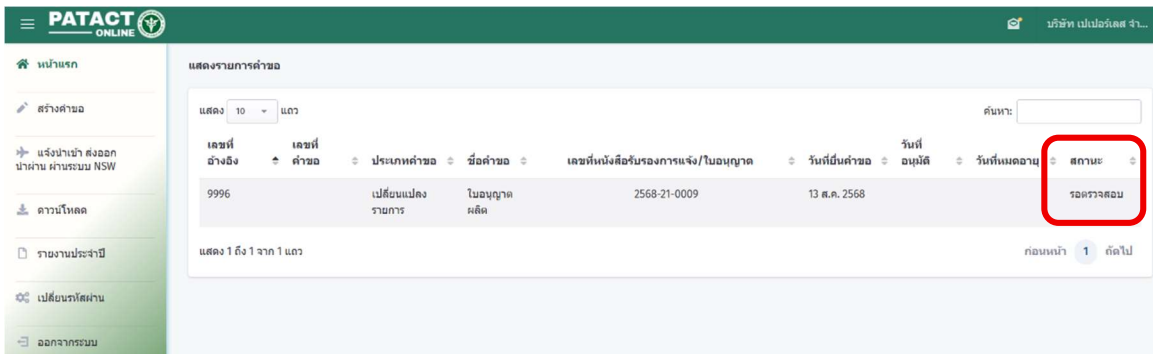 PATACT
ONLINE
บริษัท เปเปอร์เดส จำ...
หน้าแรก
สร้างคำขอ
แจ้งนำเข้า ส่งออก
นำผ่าน ผ่านระบบ NSW
ดาวน์โหลด
รายงานประจำปี
เปลี่ยนรหัสผ่าน
ออกจากระบบ
แสดงรายการคำขอ
แสดง 10 แถว
ค้นหา:
เลขที่อ้างอิง เลขที่คำขอ ประเภทคำขอ ชื่อคำขอ เลขที่หนังสือรับรองการแจ้ง/ใบอนุญาต วันที่ยื่นคำขอ วันที่อนุมัติ วันที่หมดอายุ สถานะ
9996 เปลี่ยนแปลง ใบอนุญาต 2568-21-0009 13 ส.ค. 2568 รอตรวจสอบ
รายการ ผลิต
แสดง 1 ถึง 1 จาก 1 แถว
ก่อนหน้า 1 ถัดไป